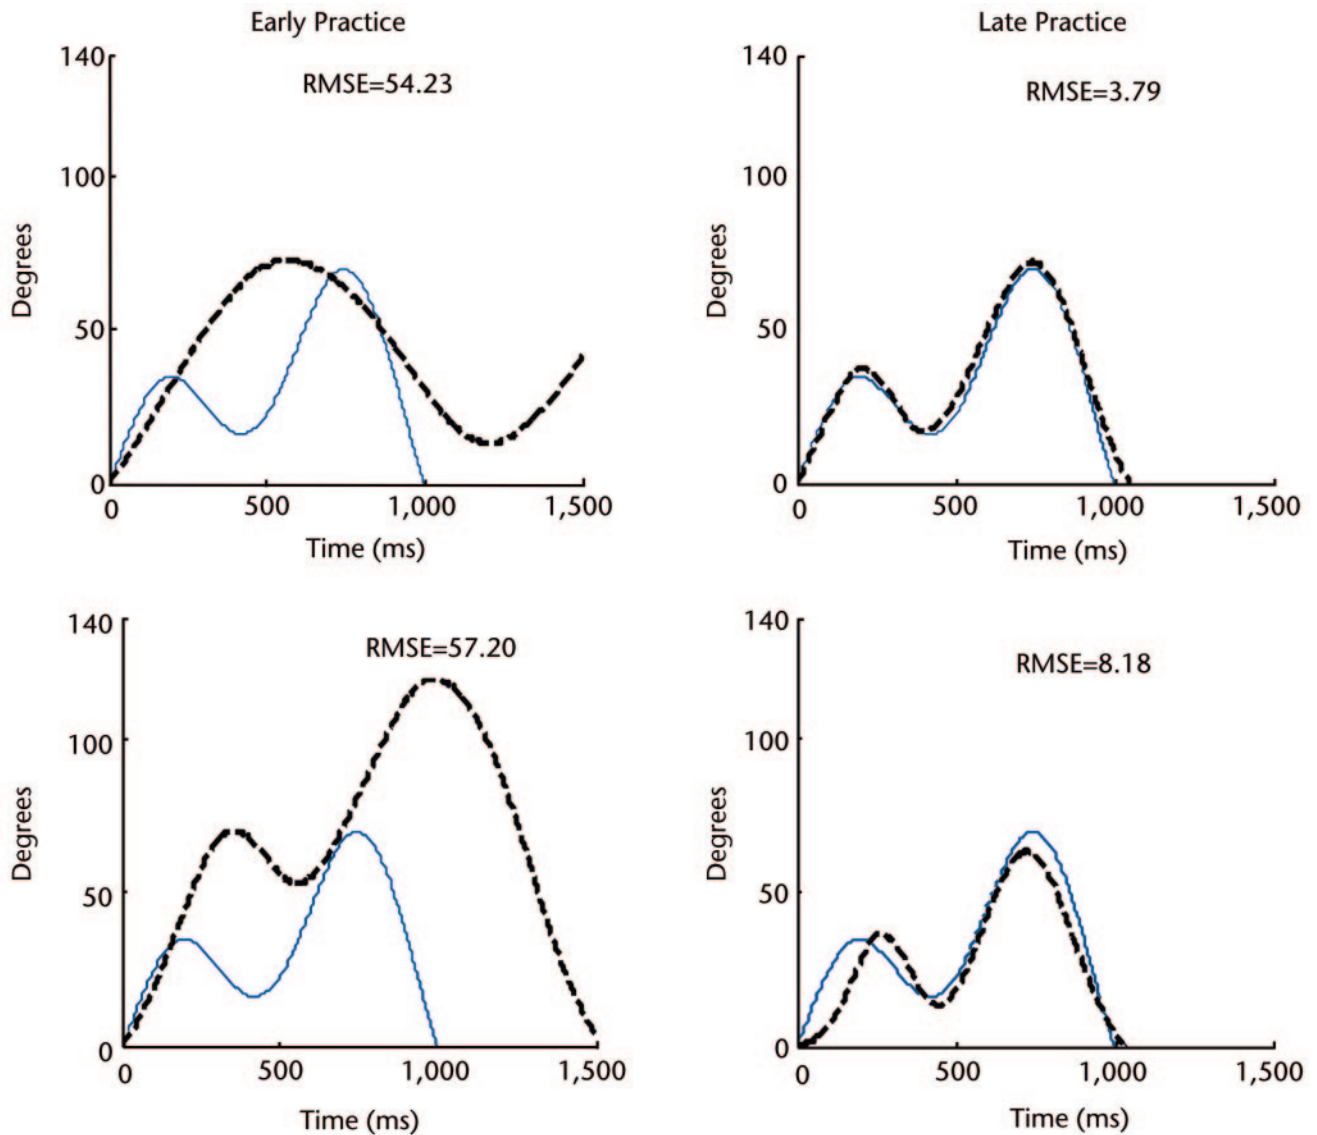 Early Practice
140
RMSE=54.23
100
Degrees
50
0
0 500 1,000 1,500
Time (ms)
Late Practice
140
RMSE=3.79
100
Degrees
50
0
0 500 1,000 1,500
Time (ms)
140
RMSE=57.20
100
Degrees
50
0
0 500 1,000 1,500
Time (ms)
140
RMSE=8.18
100
Degrees
50
0
0 500 1,000 1,500
Time (ms)